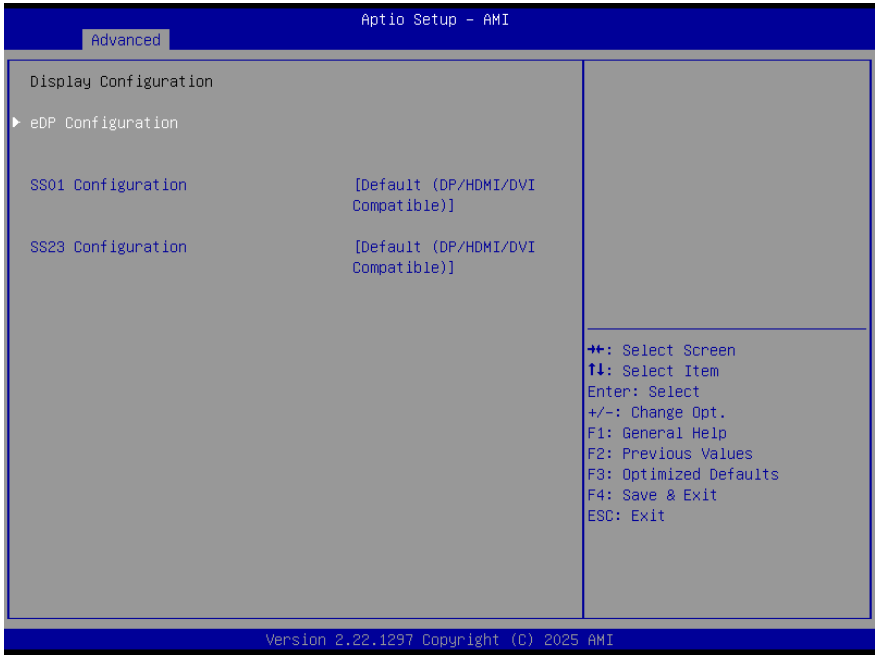 Aptio Setup – AMI
Advanced
Display Configuration
eDP Configuration
SS01 Configuration [Default (DP/HDMI/DVI
Compatible)]
SS23 Configuration [Default (DP/HDMI/DVI
Compatible)]
→←: Select Screen
↑↓: Select Item
Enter: Select
+/-: Change Opt.
F1: General Help
F2: Previous Values
F3: Optimized Defaults
F4: Save & Exit
ESC: Exit
Version 2.22.1297 Copyright (C) 2025 AMI